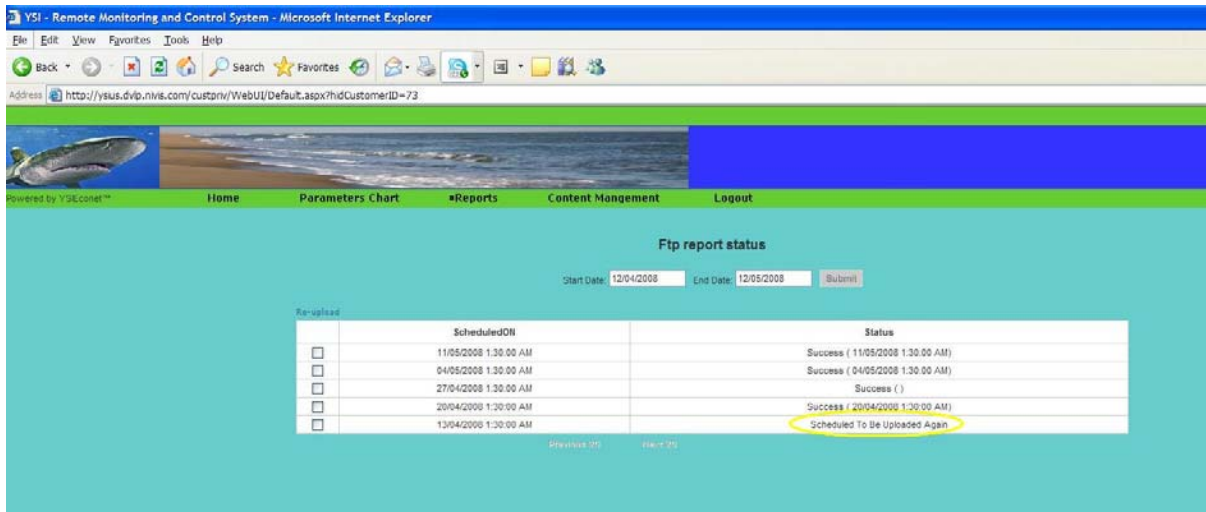 YSI - Remote Monitoring and Control System - Microsoft Internet Explorer
File Edit View Favorites Tools Help
Back Search Favorites
Address http://ysius.dvip.nivis.com/custpriv/WebUI/Default.aspx?hidCustomerID=73
Powered by YSIEconet™ Home Parameters Chart Reports Content Mangement Logout
Ftp report status
Start Date: 12/04/2008 End Date: 12/05/2008 Submit
Re-upload
ScheduledON Status
11/05/2008 1:30:00 AM Success ( 11/05/2008 1:30:00 AM)
04/05/2008 1:30:00 AM Success ( 04/05/2008 1:30:00 AM)
27/04/2008 1:30:00 AM Success ( )
20/04/2008 1:30:00 AM Success ( 20/04/2008 1:30:00 AM)
13/04/2008 1:30:00 AM Scheduled To Be Uploaded Again
Previous Next